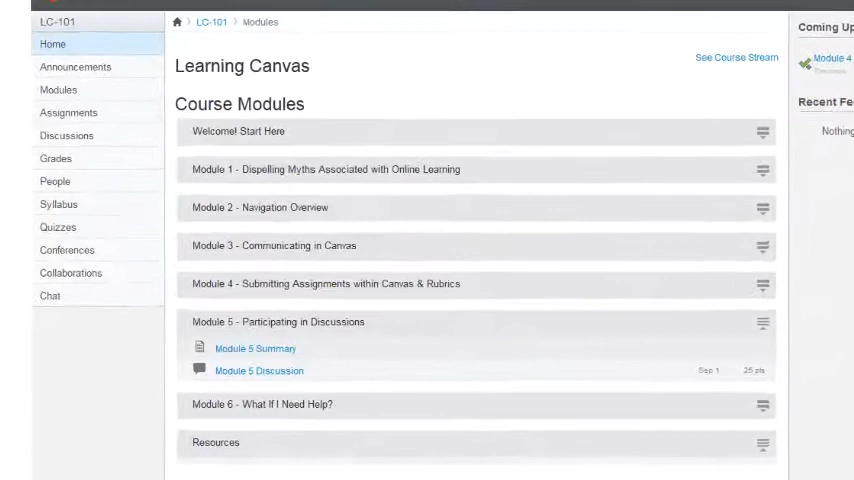 LC-101
LC-101
Modules
Home
Announcements
Modules
Assignments
Discussions
Grades
People
Syllabus
Quizzes
Conferences
Collaborations
Chat
Learning Canvas
See Course Stream
Course Modules
Welcome! Start Here
Module 1 - Dispelling Myths Associated with Online Learning
Module 2 - Navigation Overview
Module 3 - Communicating in Canvas
Module 4 - Submitting Assignments within Canvas & Rubrics
Module 5 - Participating in Discussions
Module 5 Summary
Module 5 Discussion
Sep 1
25 pts
Module 6 - What If I Need Help?
Resources
Coming Up
Module 4
Recent Fe
Nothing